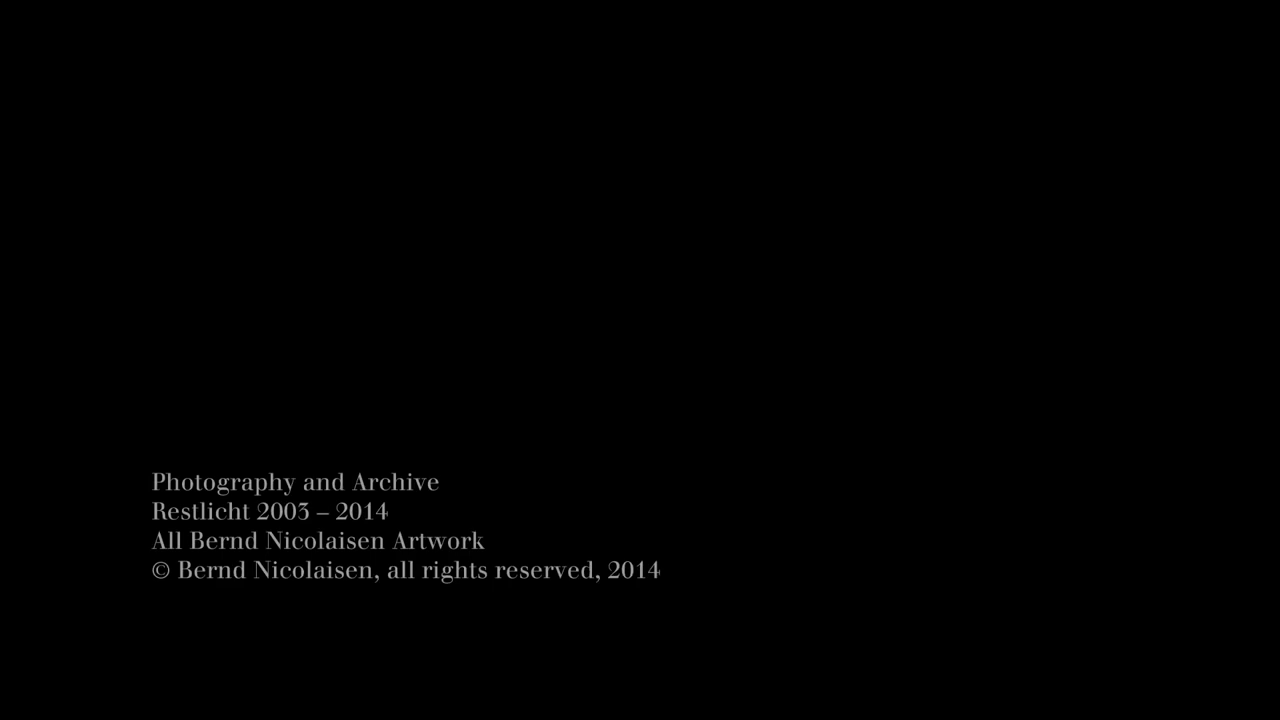 Photography and Archive
Restlicht 2003 – 2014
All Bernd Nicolaisen Artwork
© Bernd Nicolaisen, all rights reserved, 2014